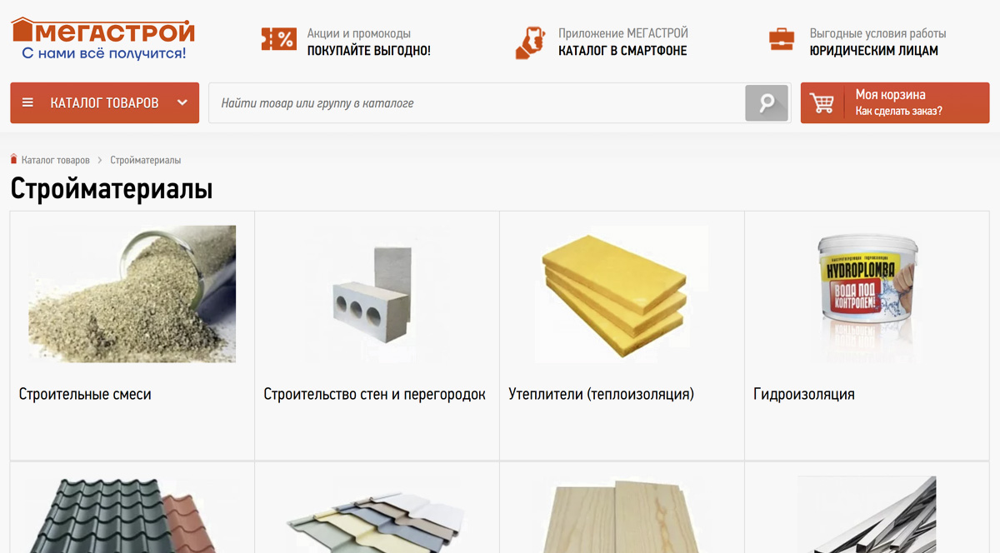 МЕГАСТРОЙ
С нами всё получится!
Акции и промокоды
ПОКУПАЙТЕ ВЫГОДНО!
Приложение МЕГАСТРОЙ
КАТАЛОГ В СМАРТФОНЕ
Выгодные условия работы
ЮРИДИЧЕСКИМ ЛИЦАМ
КАТАЛОГ ТОВАРОВ
Найти товар или группу в каталоге
Моя корзина
Как сделать заказ?
Каталог товаров > Стройматериалы
Стройматериалы
HYDROPLOMBA
ВОДА ПОД
КОНТРОЛЕМ!
Строительные смеси
Строительство стен и перегородок
Утеплители (теплоизоляция)
Гидроизоляция